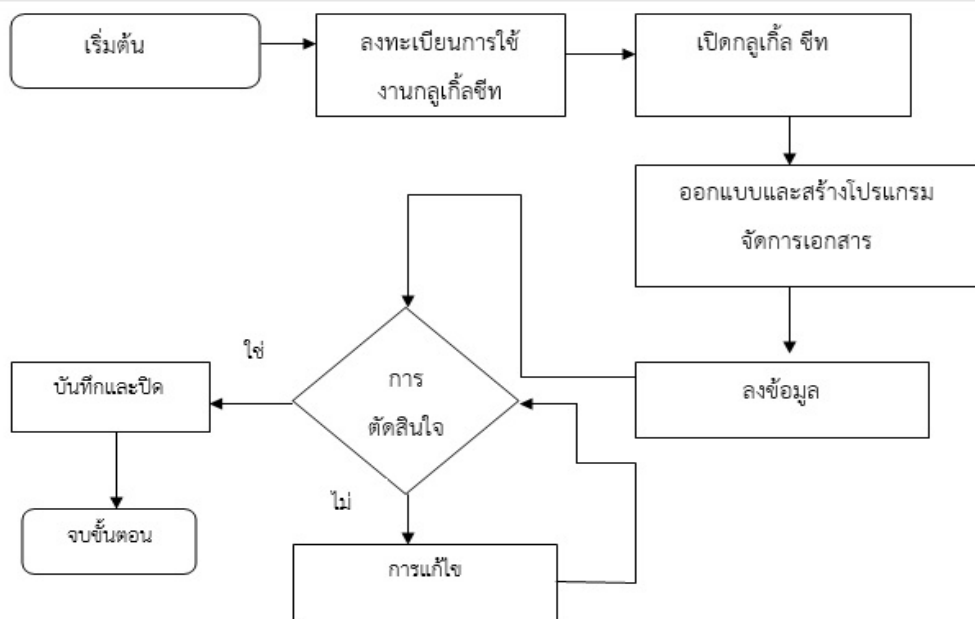 เริ่มต้น
ลงทะเบียนการใช้
งานกลูเกิ้ลชีท
เปิดกลูเกิ้ล ชีท
ออกแบบและสร้างโปรแกรม
จัดการเอกสาร
ลงข้อมูล
การ
ตัดสินใจ
ใช่
บันทึกและปิด
จบขั้นตอน
ไม่
การแก้ไข